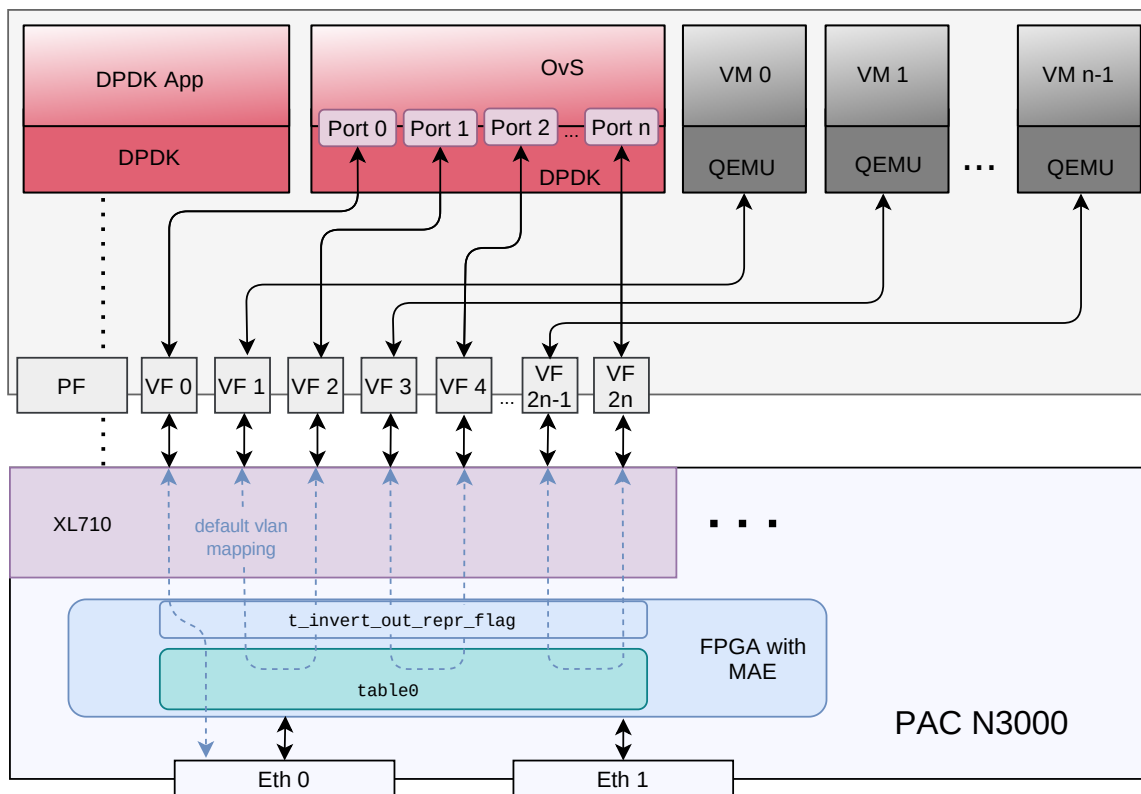 DPDK App
DPDK
OvS
Port 0
Port 1
Port 2
...
Port n
DPDK
VM 0
QEMU
VM 1
QEMU
...
VM n-1
QEMU
PF
VF 0
VF 1
VF 2
VF 3
VF 4
...
VF
2n-1
VF
2n
XL710
default vlan
mapping
. . .
t_invert_out_repr_flag
table0
FPGA with
MAE
PAC N3000
Eth 0
Eth 1